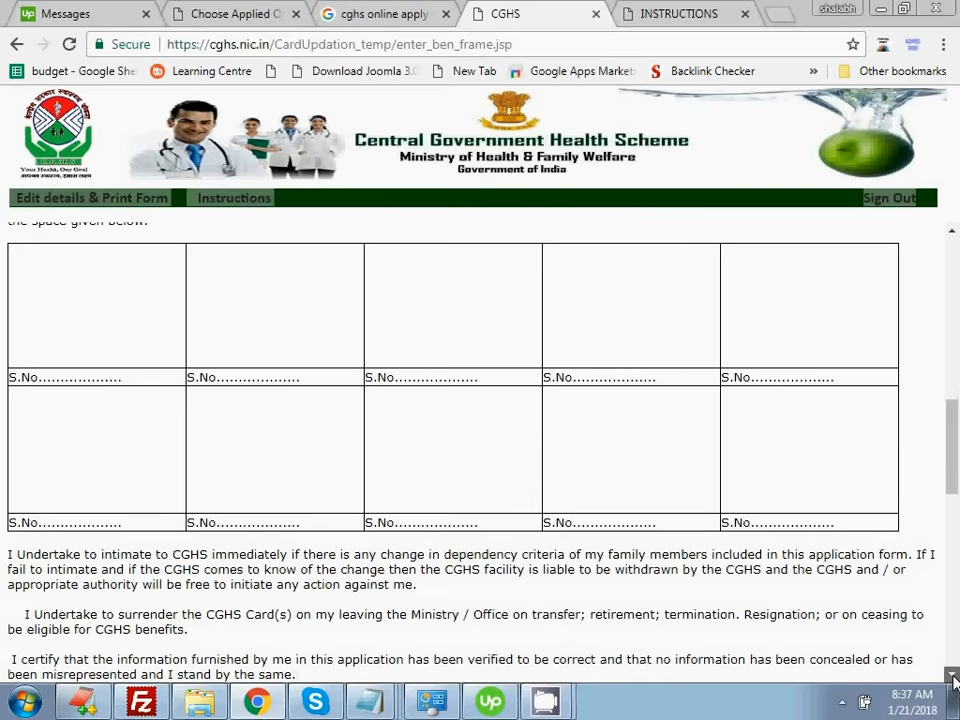 Up Messages
Choose Applied O
cghs online apply
CGHS
INSTRUCTIONS
shalabh
Secure
https://cghs.nic.in/CardUpdation_temp/enter_ben_frame.jsp
budget - Google She
Learning Centre
Download Joomla 3.0
New Tab
Google Apps Market
S Backlink Checker
» Other bookmarks
Central Government Health Scheme
Ministry of Health & Family Welfare
Government of India
Your Health, Our Goal
Edit details & Print Form
Instructions
Sign Out
the space given below.
S.No................... S.No................... S.No................... S.No................... S.No...................
S.No................... S.No................... S.No................... S.No................... S.No...................
I Undertake to intimate to CGHS immediately if there is any change in dependency criteria of my family members included in this application form. If I
fail to intimate and if the CGHS comes to know of the change then the CGHS facility is liable to be withdrawn by the CGHS and the CGHS and / or
appropriate authority will be free to initiate any action against me.
I Undertake to surrender the CGHS Card(s) on my leaving the Ministry / Office on transfer; retirement; termination. Resignation; or on ceasing to
be eligible for CGHS benefits.
I certify that the information furnished by me in this application has been verified to be correct and that no information has been concealed or has
been misrepresented and I stand by the same.
Fz
S
Up
8:37 AM
1/21/2018